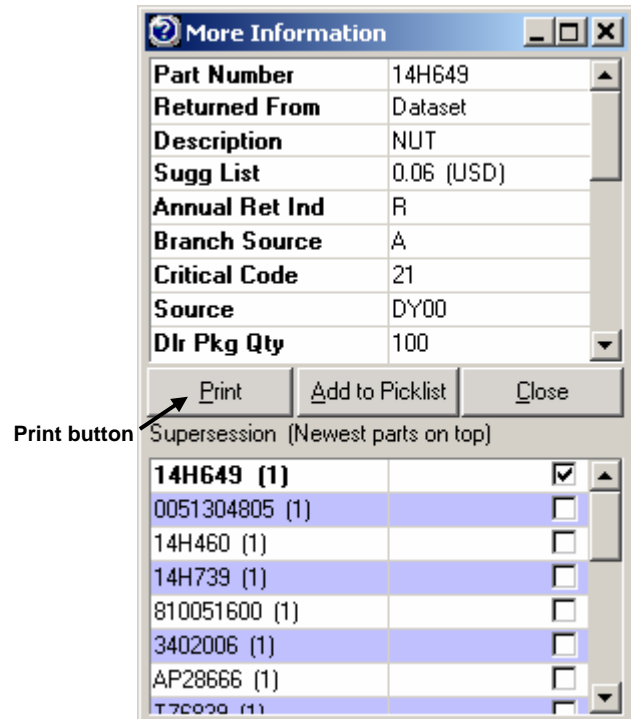 More Information
Part Number 14H649
Returned From Dataset
Description NUT
Sugg List 0.06 (USD)
Annual Ret Ind R
Branch Source A
Critical Code 21
Source DY00
Dlr Pkg Qty 100
Print Add to Picklist Close
Print button
Supersession (Newest parts on top)
14H649 (1)
0051304805 (1)
14H460 (1)
14H739 (1)
810051600 (1)
3402006 (1)
AP28666 (1)